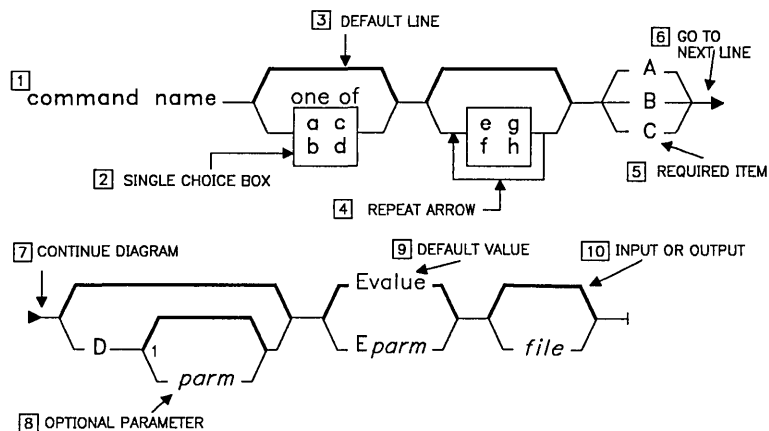 3 DEFAULT LINE
6 GO TO
NEXT LINE
1
command name
one of
a c
b d
e g
f h
A
B
C
2 SINGLE CHOICE BOX
4 REPEAT ARROW
5 REQUIRED ITEM
7 CONTINUE DIAGRAM
9 DEFAULT VALUE
10 INPUT OR OUTPUT
Evalue
D
1
parm
Eparm
file
8 OPTIONAL PARAMETER